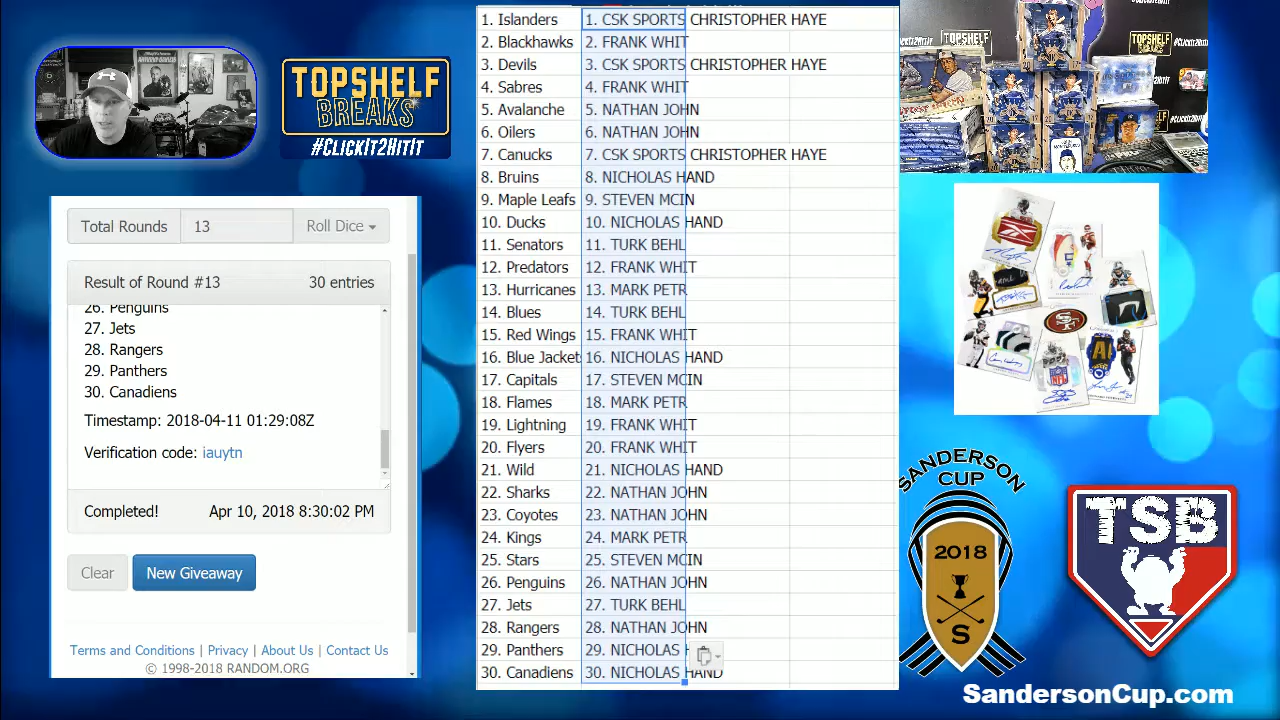 TOPSHELF
BREAKS
#CLICKIT2HITIT
Total Rounds 13 Roll Dice
Result of Round #13 30 entries
26. Penguins
27. Jets
28. Rangers
29. Panthers
30. Canadiens
Timestamp: 2018-04-11 01:29:08Z
Verification code: iauytn
Completed! Apr 10, 2018 8:30:02 PM
Clear New Giveaway
Terms and Conditions | Privacy | About Us | Contact Us
© 1998-2018 RANDOM.ORG
1. Islanders 1. CSK SPORTS CHRISTOPHER HAYE
2. Blackhawks 2. FRANK WHIT
3. Devils 3. CSK SPORTS CHRISTOPHER HAYE
4. Sabres 4. FRANK WHIT
5. Avalanche 5. NATHAN JOHN
6. Oilers 6. NATHAN JOHN
7. Canucks 7. CSK SPORTS CHRISTOPHER HAYE
8. Bruins 8. NICHOLAS HAND
9. Maple Leafs 9. STEVEN MCIN
10. Ducks 10. NICHOLAS HAND
11. Senators 11. TURK BEHL
12. Predators 12. FRANK WHIT
13. Hurricanes 13. MARK PETR
14. Blues 14. TURK BEHL
15. Red Wings 15. FRANK WHIT
16. Blue Jacket 16. NICHOLAS HAND
17. Capitals 17. STEVEN MCIN
18. Flames 18. MARK PETR
19. Lightning 19. FRANK WHIT
20. Flyers 20. FRANK WHIT
21. Wild 21. NICHOLAS HAND
22. Sharks 22. NATHAN JOHN
23. Coyotes 23. NATHAN JOHN
24. Kings 24. MARK PETR
25. Stars 25. STEVEN MCIN
26. Penguins 26. NATHAN JOHN
27. Jets 27. TURK BEHL
28. Rangers 28. NATHAN JOHN
29. Panthers 29. NICHOLAS
30. Canadiens 30. NICHOLAS HAND
TOPSHELF
TOPSHELF
SANDERSON
CUP
2018
S
TSB
SandersonCup.com